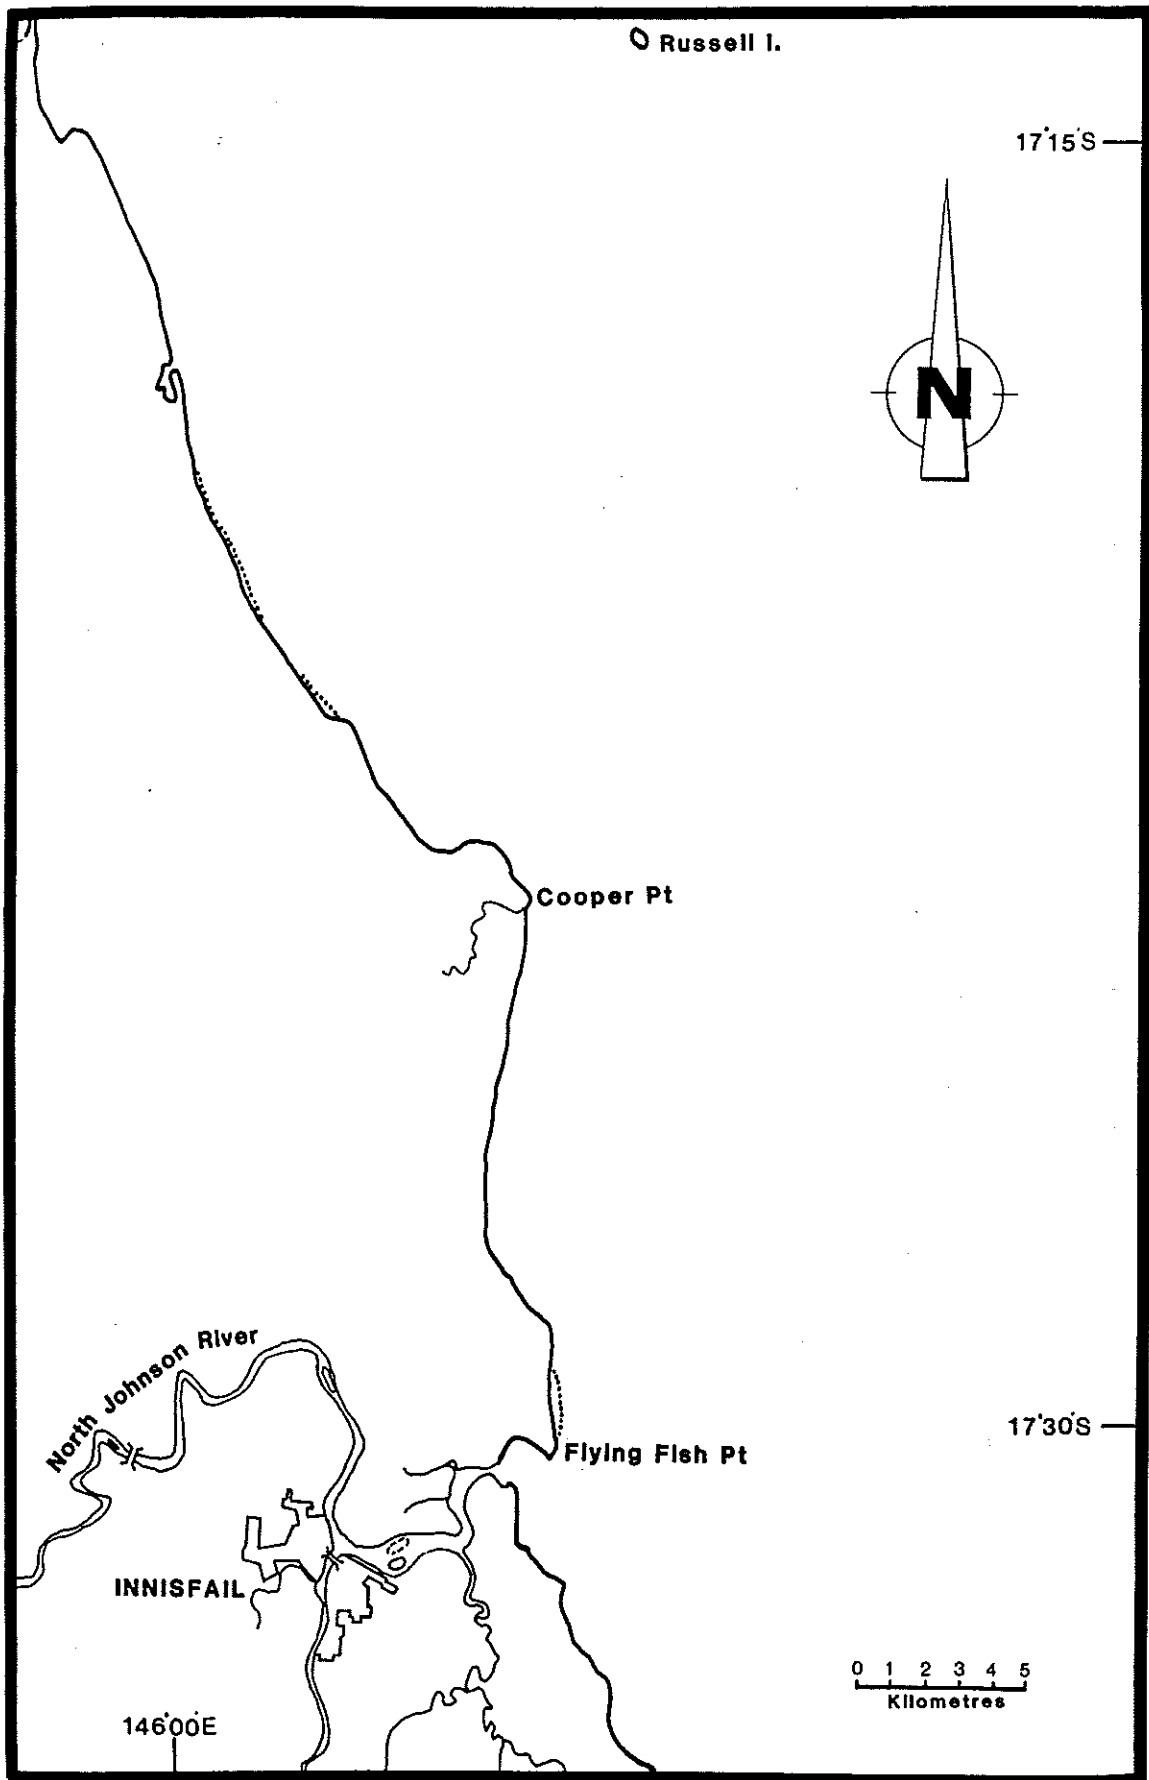 Russell I.
17°15'S
N
Cooper Pt
North Johnson River
17°30'S
Flying Fish Pt
INNISFAIL
0 1 2 3 4 5
Kilometres
146°00'E